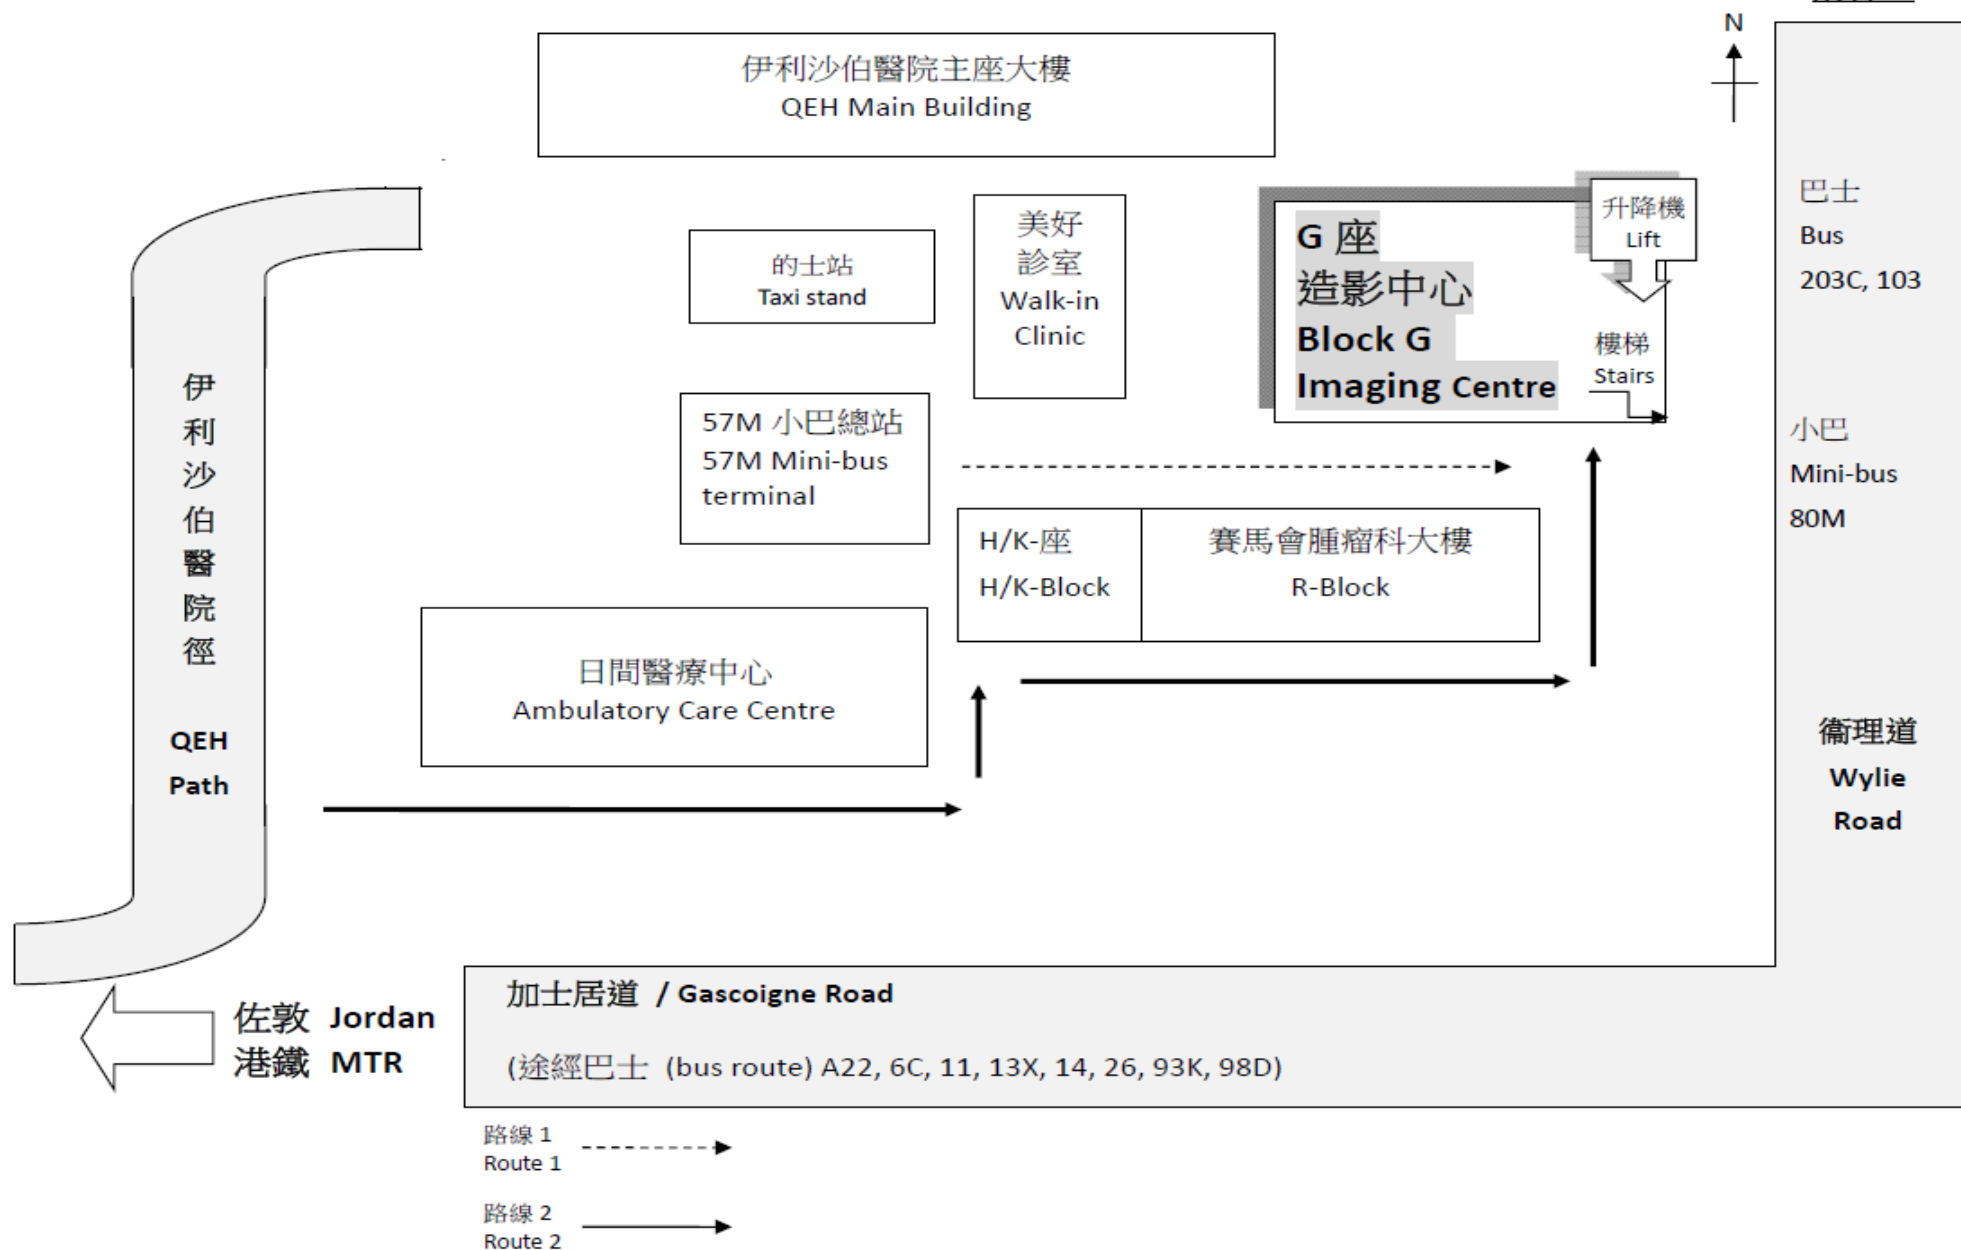 N
伊利沙伯醫院主座大樓
QEH Main Building
升降機
Lift
美好
診室
Walk-in
Clinic
G 座
造影中心
Block G
Imaging Centre
巴士
Bus
203C, 103
的士站
Taxi stand
樓梯
Stairs
伊
利
沙
伯
醫
院
徑
QEH
Path
57M 小巴總站
57M Mini-bus
terminal
小巴
Mini-bus
80M
H/K-座
H/K-Block
賽馬會腫瘤科大樓
R-Block
日間醫療中心
Ambulatory Care Centre
衞理道
Wylie
Road
加士居道 / Gascoigne Road
(途經巴士 (bus route) A22, 6C, 11, 13X, 14, 26, 93K, 98D)
佐敦 Jordan
港鐵 MTR
路線 1
Route 1
路線 2
Route 2